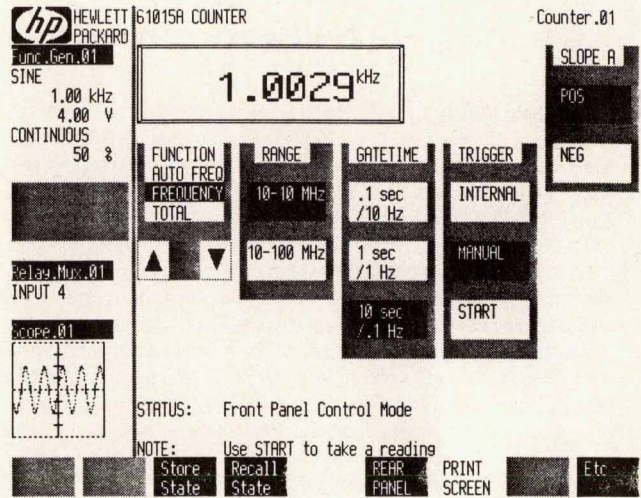 hp HEWLETT PACKARD
61015A COUNTER
Counter.01
Func.Gen.01
SINE
1.00 kHz
4.00 V
CONTINUOUS
50 %
Relay.Mux.01
INPUT 4
Scope.01
1.0029 kHz
FUNCTION
AUTO FREQ
FREQUENCY
TOTAL
RANGE
10-10 MHz
10-100 MHz
GATETIME
.1 sec
/10 Hz
1 sec
/1 Hz
10 sec
/.1 Hz
TRIGGER
INTERNAL
MANUAL
START
SLOPE A
POS
NEG
STATUS: Front Panel Control Mode
NOTE: Use START to take a reading
Store State
Recall State
REAR PANEL
PRINT SCREEN
Etc